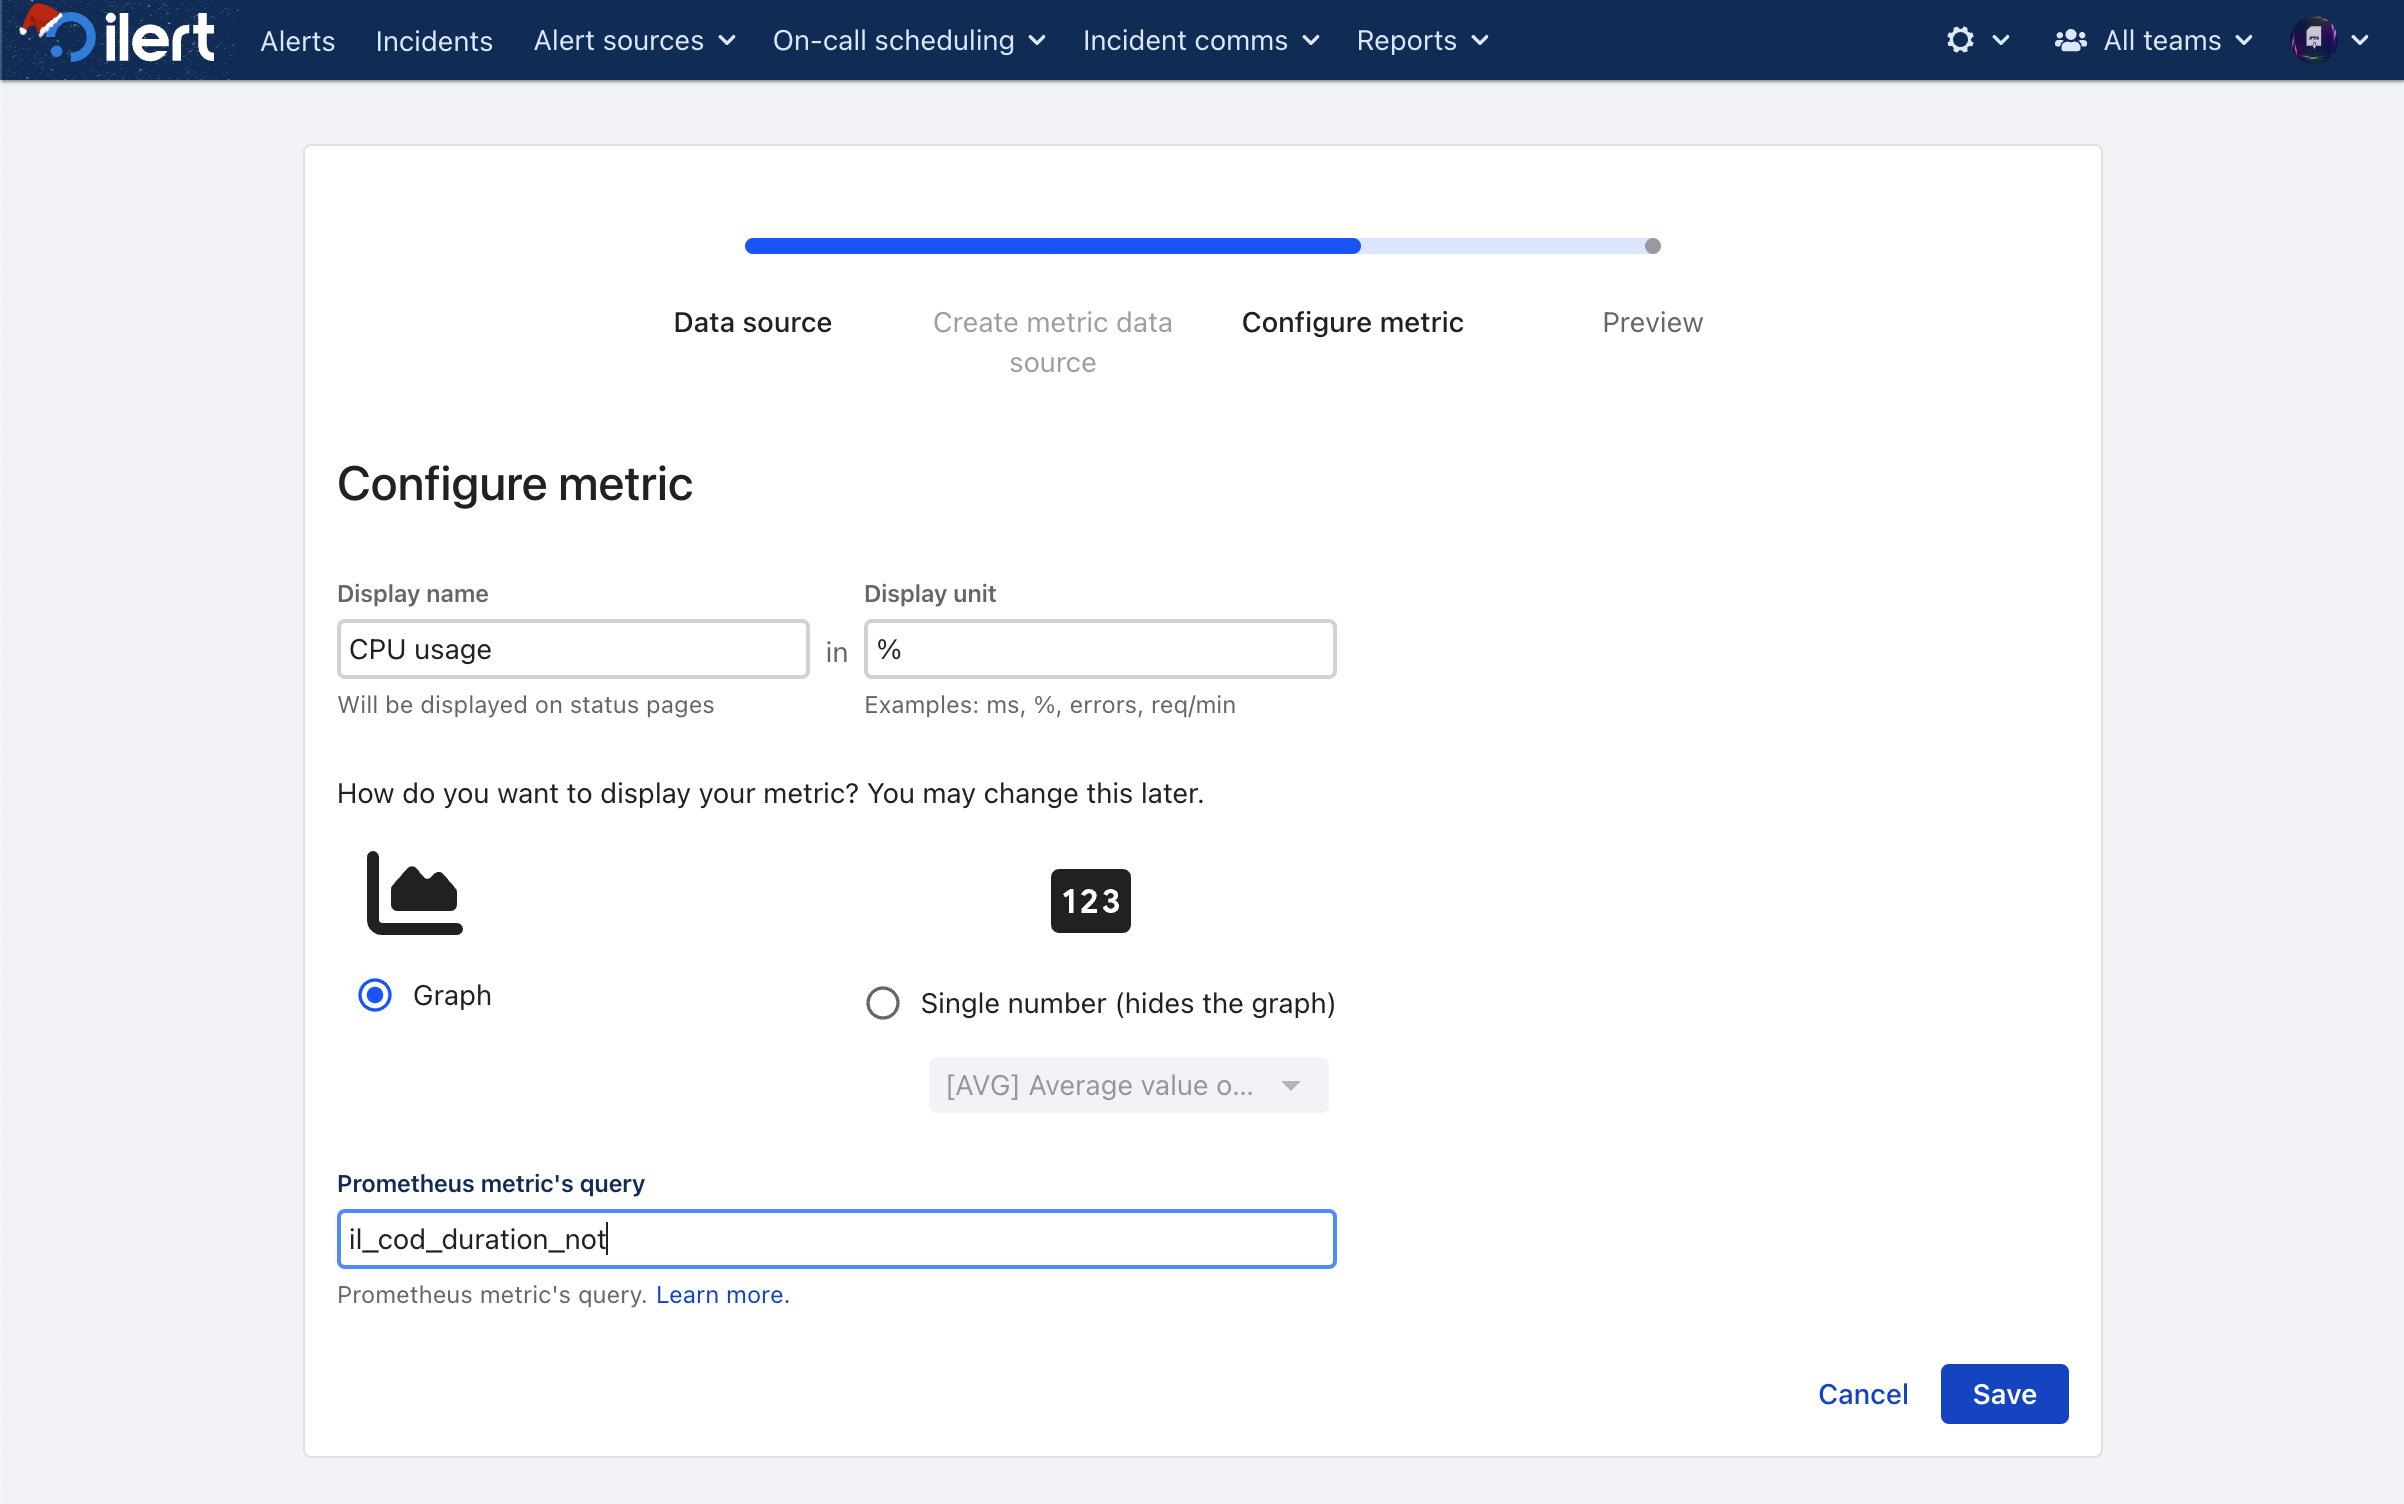 ilert Alerts Incidents Alert sources On-call scheduling Incident comms Reports All teams
Data source Create metric data Configure metric Preview
source
Configure metric
Display name Display unit
CPU usage in %
Will be displayed on status pages Examples: ms, %, errors, req/min
How do you want to display your metric? You may change this later.
123
Graph Single number (hides the graph)
[AVG] Average value o...
Prometheus metric's query
il_cod_duration_not
Prometheus metric's query. Learn more.
Cancel Save